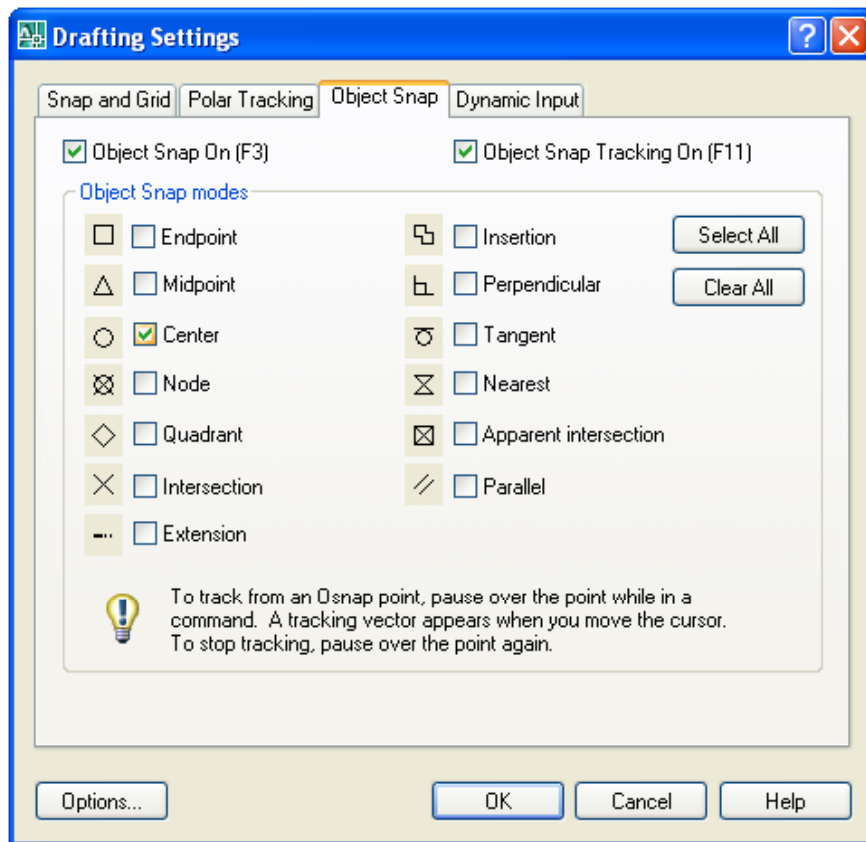 Drafting Settings
Snap and Grid Polar Tracking Object Snap Dynamic Input
Object Snap On (F3) Object Snap Tracking On (F11)
Object Snap modes
Endpoint Insertion Select All
Midpoint Perpendicular Clear All
Center Tangent
Node Nearest
Quadrant Apparent intersection
Intersection Parallel
Extension
To track from an Osnap point, pause over the point while in a
command. A tracking vector appears when you move the cursor.
To stop tracking, pause over the point again.
Options... OK Cancel Help